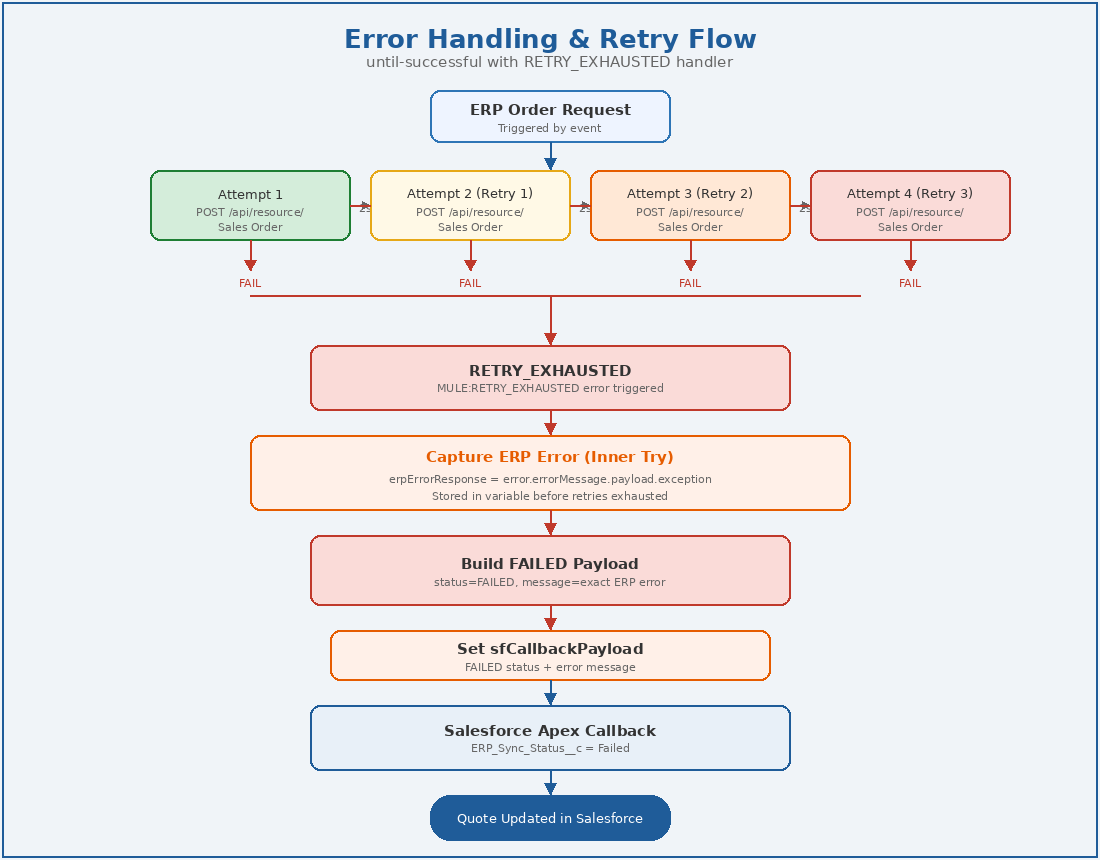 Error Handling & Retry Flow
until-successful with RETRY_EXHAUSTED handler
ERP Order Request
Triggered by event
Attempt 1
POST /api/resource/
Sales Order
Attempt 2 (Retry 1)
POST /api/resource/
Sales Order
Attempt 3 (Retry 2)
POST /api/resource/
Sales Order
Attempt 4 (Retry 3)
POST /api/resource/
Sales Order
2s
2s
2s
FAIL
FAIL
FAIL
FAIL
RETRY_EXHAUSTED
MULE:RETRY_EXHAUSTED error triggered
Capture ERP Error (Inner Try)
erpErrorResponse = error.errorMessage.payload.exception
Stored in variable before retries exhausted
Build FAILED Payload
status=FAILED, message=exact ERP error
Set sfCallbackPayload
FAILED status + error message
Salesforce Apex Callback
ERP_Sync_Status__c = Failed
Quote Updated in Salesforce